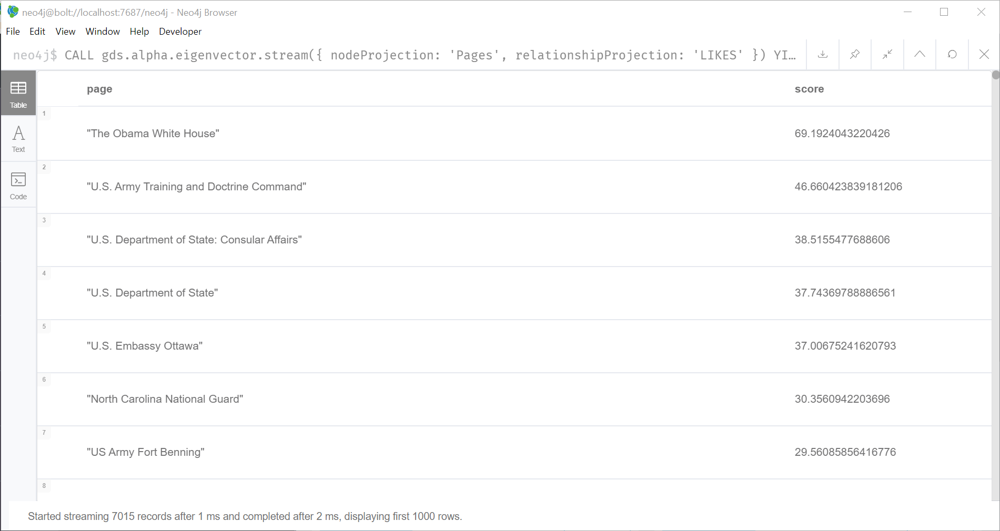 neo4j@bolt://localhost:7687/neo4j - Neo4j Browser
File Edit View Window Help Developer
neo4j$ CALL gds.alpha.eigenvector.stream({ nodeProjection: 'Pages', relationshipProjection: 'LIKES' }) YI…
Table
Text
Code
page score
1
"The Obama White House" 69.1924043220426
2
"U.S. Army Training and Doctrine Command" 46.660423839181206
3
"U.S. Department of State: Consular Affairs" 38.5155477688606
4
"U.S. Department of State" 37.74369788886561
5
"U.S. Embassy Ottawa" 37.00675241620793
6
"North Carolina National Guard" 30.3560942203696
7
"US Army Fort Benning" 29.56085856416776
8
Started streaming 7015 records after 1 ms and completed after 2 ms, displaying first 1000 rows.